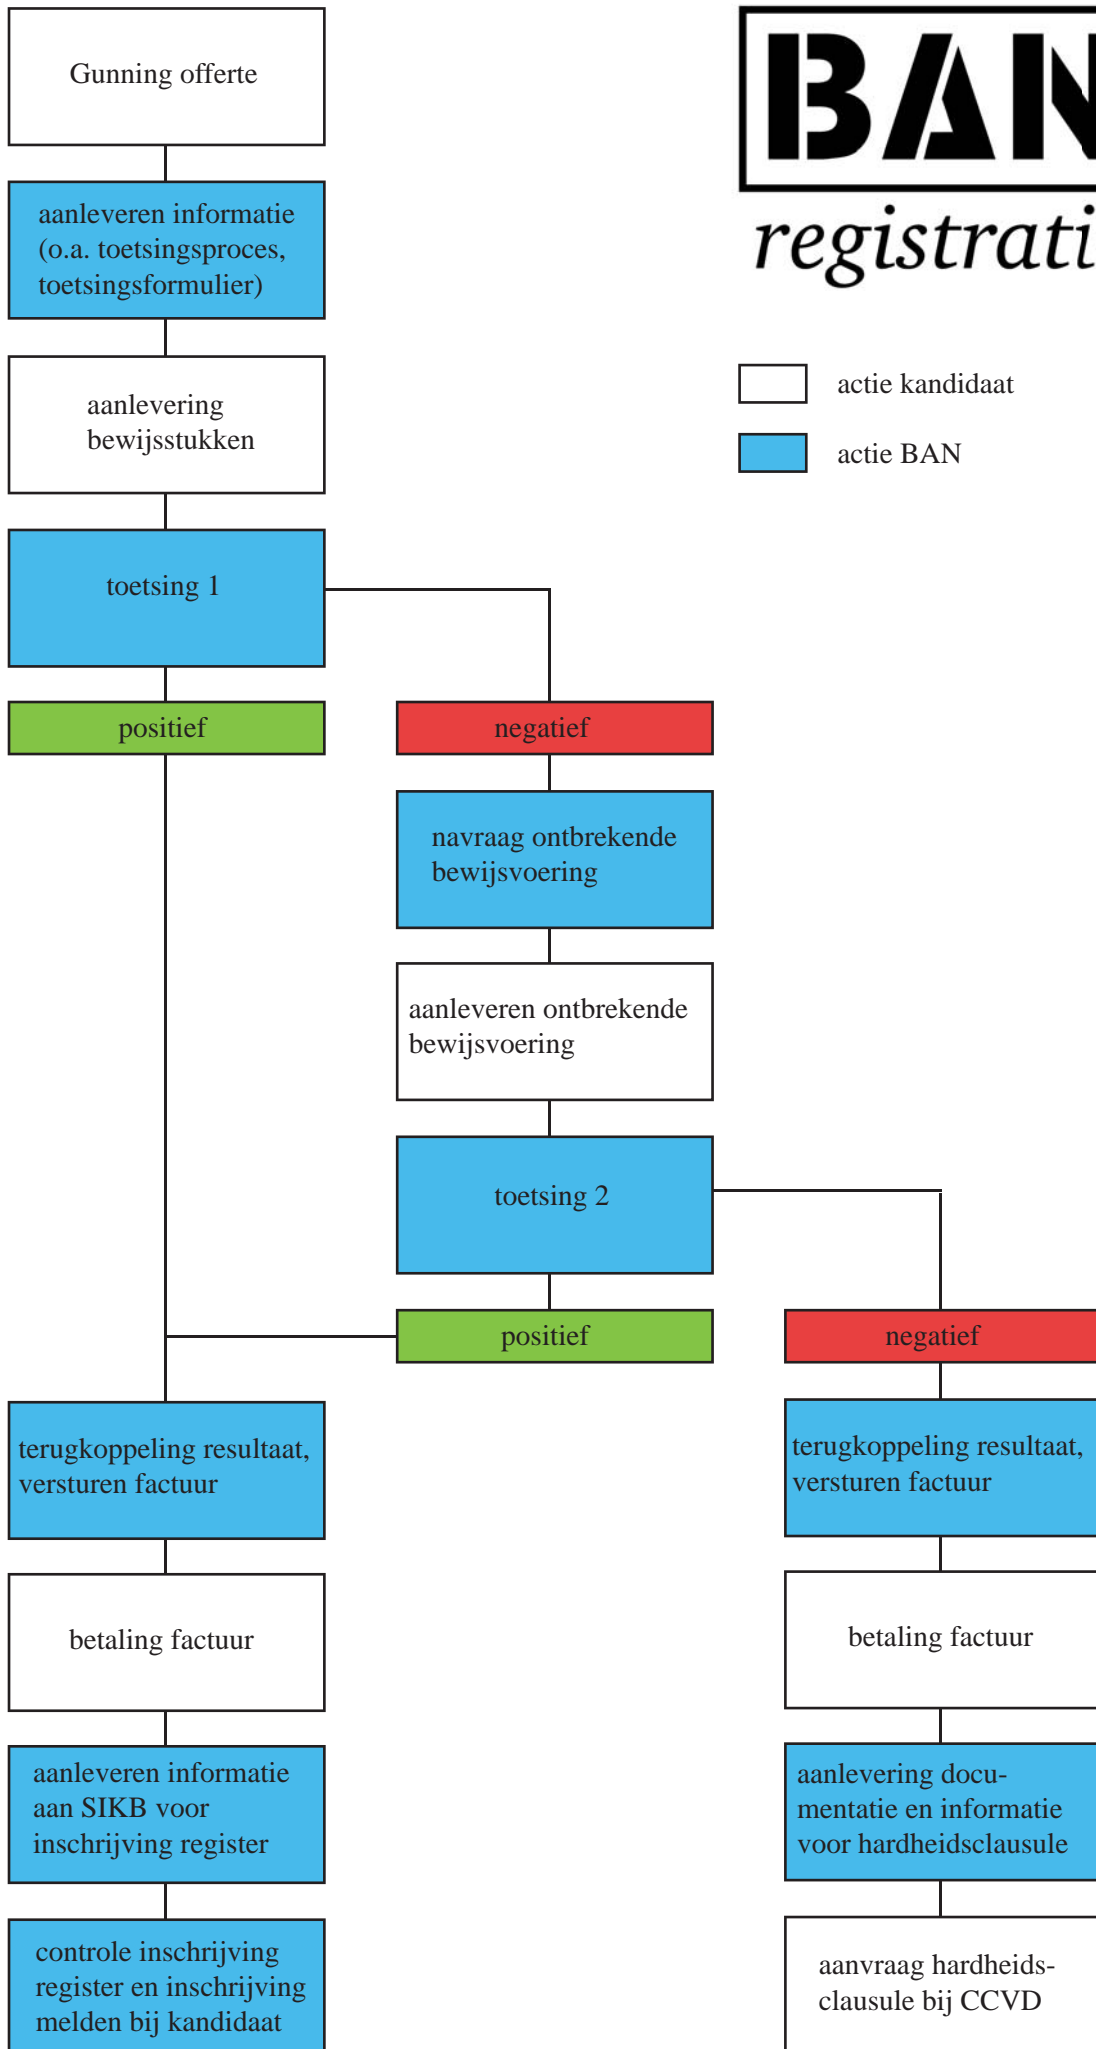 Gunning offerte
BAN
registrati
aanleveren informatie
(o.a. toetsingsproces,
toetsingsformulier)
actie kandidaat
actie BAN
aanlevering
bewijsstukken
toetsing 1
positief
negatief
navraag ontbrekende
bewijsvoering
aanleveren ontbrekende
bewijsvoering
toetsing 2
positief
negatief
terugkoppeling resultaat,
versturen factuur
terugkoppeling resultaat,
versturen factuur
betaling factuur
betaling factuur
aanleveren informatie
aan SIKB voor
inschrijving register
aanlevering docu-
mentatie en informatie
voor hardheidsclausule
controle inschrijving
register en inschrijving
melden bij kandidaat
aanvraag hardheids-
clausule bij CCVD